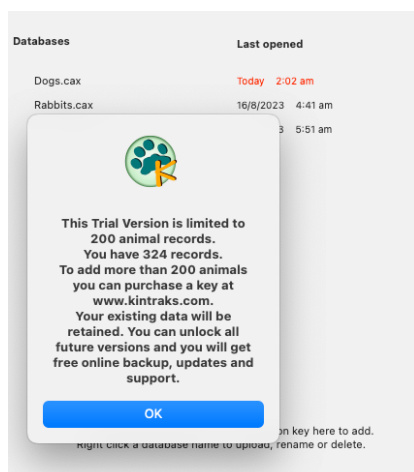 Databases Last opened
Dogs.cax Today 2:02 am
Rabbits.cax 16/8/2023 4:41 am
3 5:51 am
This Trial Version is limited to
200 animal records.
You have 324 records.
To add more than 200 animals
you can purchase a key at
www.kintraks.com.
Your existing data will be
retained. You can unlock all
future versions and you will get
free online backup, updates and
support.
OK
on key here to add.
Right click a database name to upload, rename or delete.